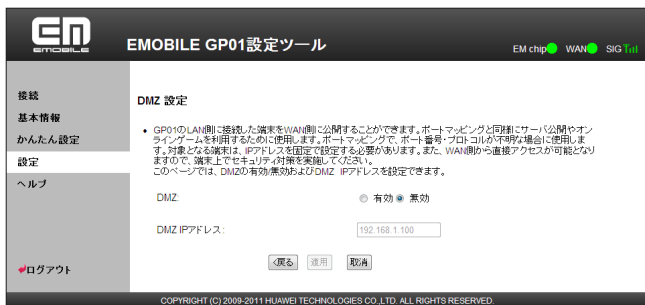 EM
EMOBILE
EMOBILE GP01設定ツール
EM chip WAN SIG
接続
基本情報
かんたん設定
設定
ヘルプ
ログアウト
DMZ 設定
GP01のLAN側に接続した端末をWAN側に公開することができます。ポートマッピングと同様にサーバ公開やオン
ラインゲームを利用するために使用します。ポートマッピングで、ポート番号・プロトコルが不明な場合に使用しま
す。対象となる端末は、IPアドレスを固定で設定する必要があります。また、WAN側から直接アクセスが可能となり
ますので、端末上でセキュリティ対策を実施してください。
このページでは、DMZの有効/無効およびDMZ IPアドレスを設定できます。
DMZ: 有効 無効
DMZ IPアドレス: 192.168.1.100
<戻る 適用 取消
COPYRIGHT (C) 2009-2011 HUAWEI TECHNOLOGIES CO.,LTD. ALL RIGHTS RESERVED.